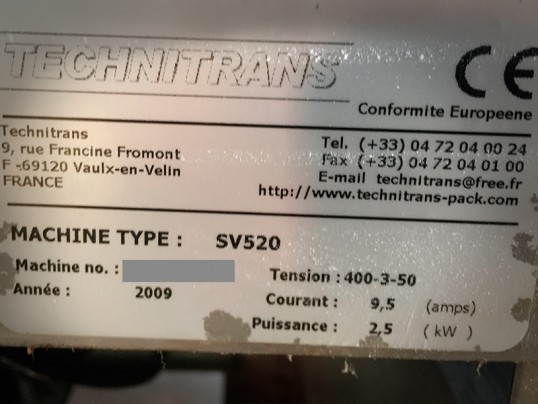 TECHNITRANS
CE
Conformite Europeene
Technitrans
9, rue Francine Fromont
F -69120 Vaulx-en-Velin
FRANCE
Tel. (+33) 04 72 04 00 24
Fax (+33) 04 72 04 01 00
E-mail technitrans@free.fr
http://www.technitrans-pack.com
MACHINE TYPE : SV520
Machine no. :
Année : 2009
Tension : 400-3-50
Courant : 9,5 (amps)
Puissance : 2,5 ( kW )